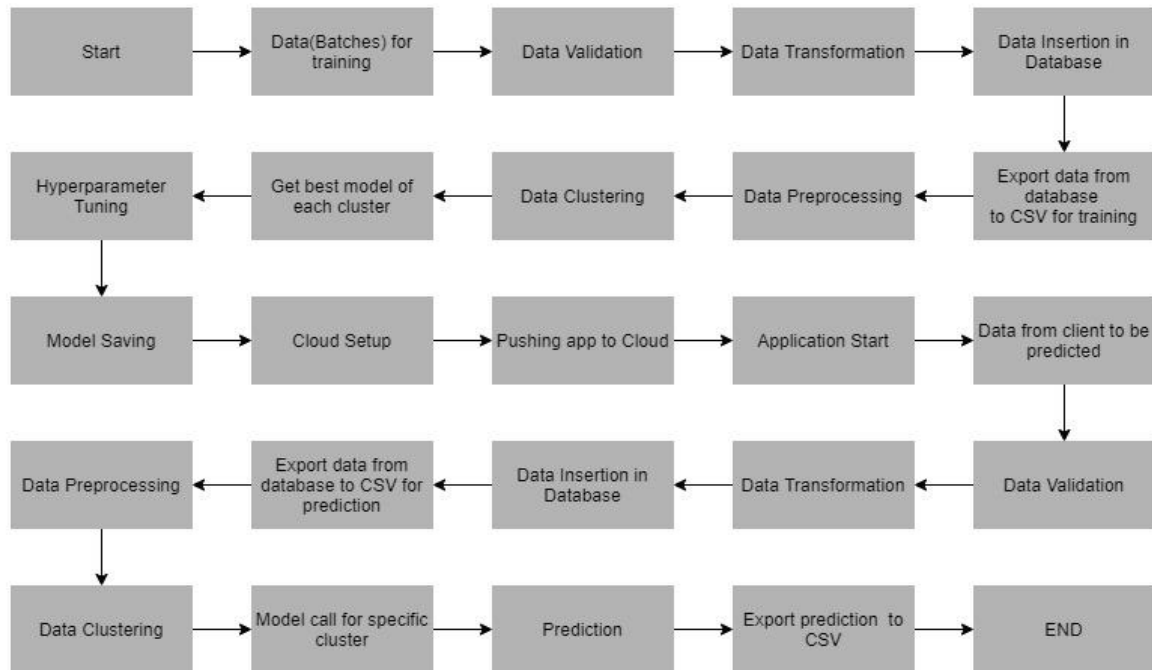 Start
Data(Batches) for
training
Data Validation
Data Transformation
Data Insertion in
Database
Hyperparameter
Tuning
Get best model of
each cluster
Data Clustering
Data Preprocessing
Export data from
database
to CSV for training
Model Saving
Cloud Setup
Pushing app to Cloud
Application Start
Data from client to be
predicted
Data Preprocessing
Export data from
database to CSV for
prediction
Data Insertion in
Database
Data Transformation
Data Validation
Data Clustering
Model call for specific
cluster
Prediction
Export prediction to
CSV
END